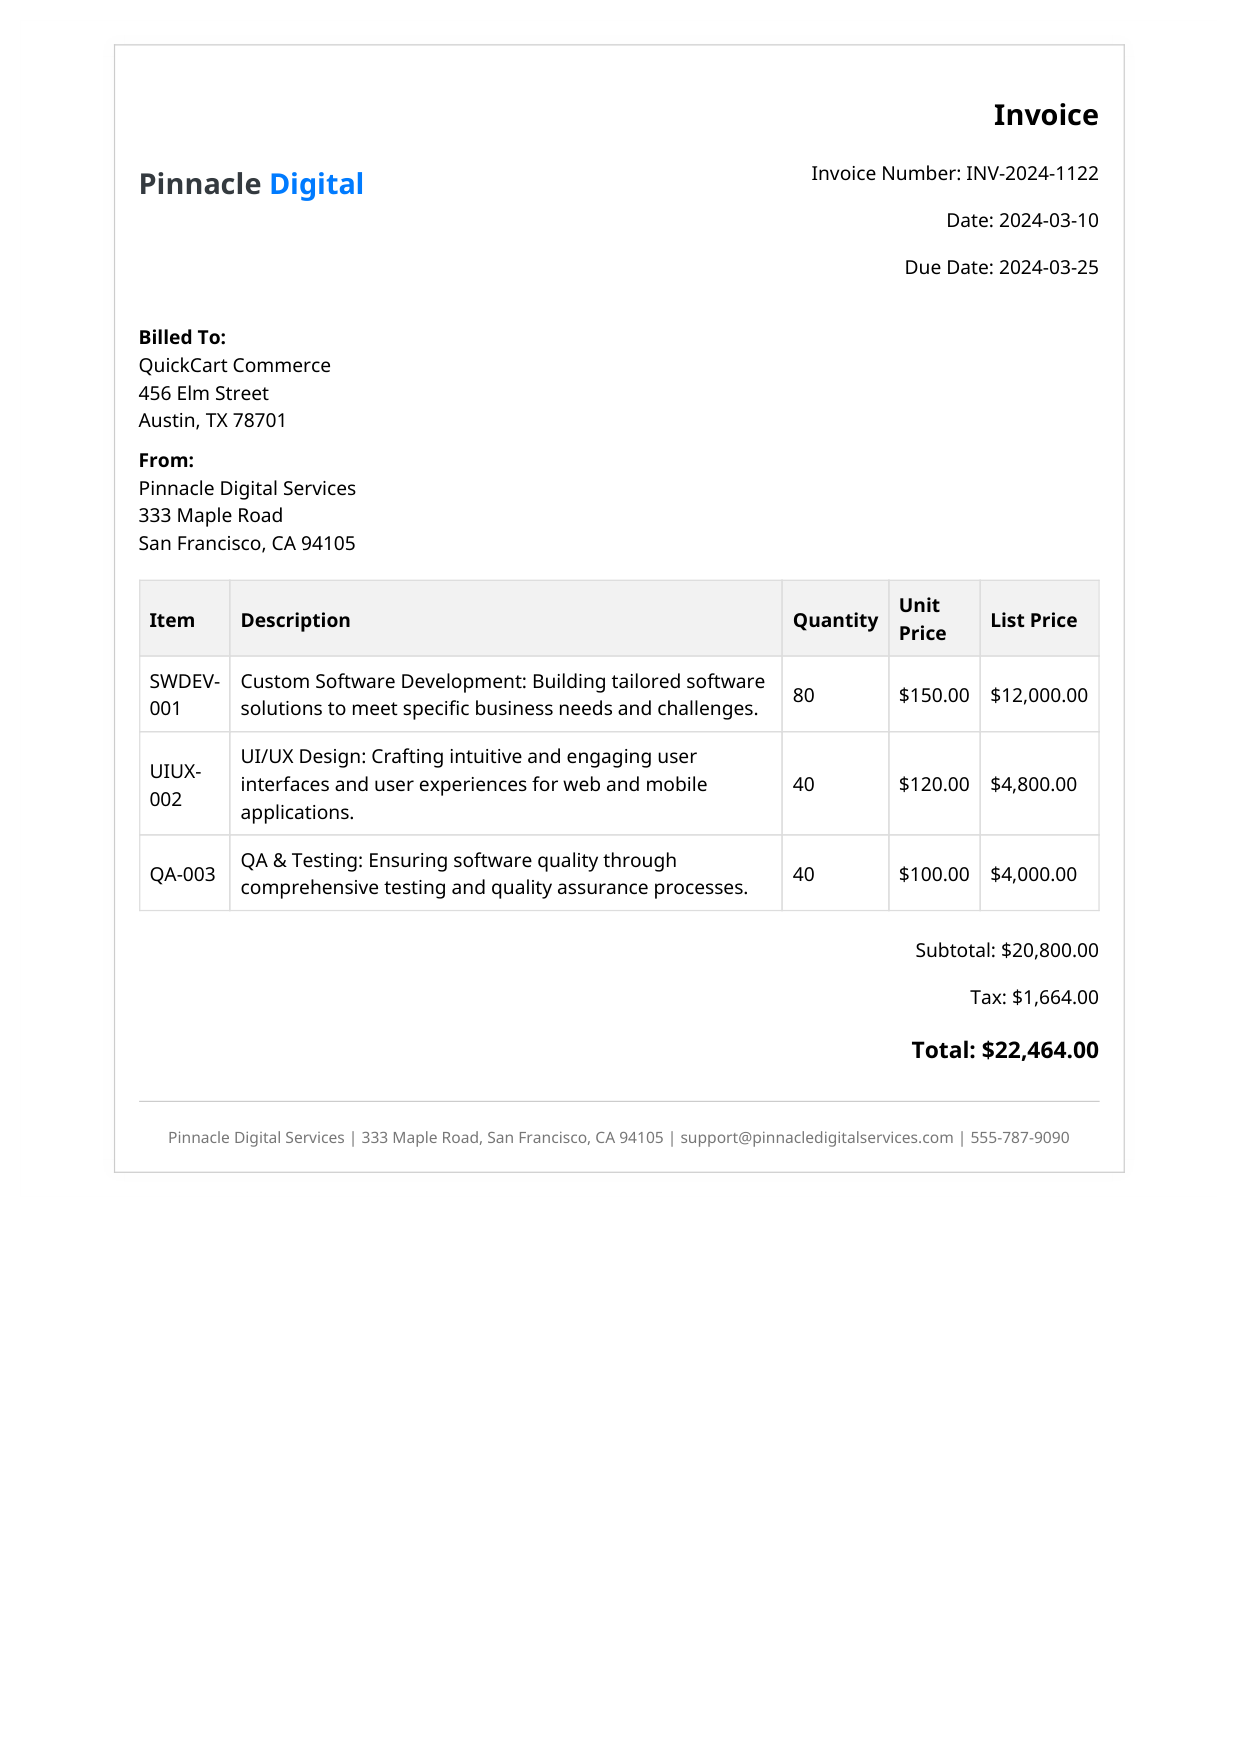 Invoice
Pinnacle Digital
Invoice Number: INV-2024-1122
Date: 2024-03-10
Due Date: 2024-03-25
Billed To:
QuickCart Commerce
456 Elm Street
Austin, TX 78701
From:
Pinnacle Digital Services
333 Maple Road
San Francisco, CA 94105
Item Description Quantity Unit Price List Price
SWDEV-001 Custom Software Development: Building tailored software
solutions to meet specific business needs and challenges. 80 $150.00 $12,000.00
UIUX-002 UI/UX Design: Crafting intuitive and engaging user
interfaces and user experiences for web and mobile
applications. 40 $120.00 $4,800.00
QA-003 QA & Testing: Ensuring software quality through
comprehensive testing and quality assurance processes. 40 $100.00 $4,000.00
Subtotal: $20,800.00
Tax: $1,664.00
Total: $22,464.00
Pinnacle Digital Services | 333 Maple Road, San Francisco, CA 94105 | support@pinnacledigitalservices.com | 555-787-9090